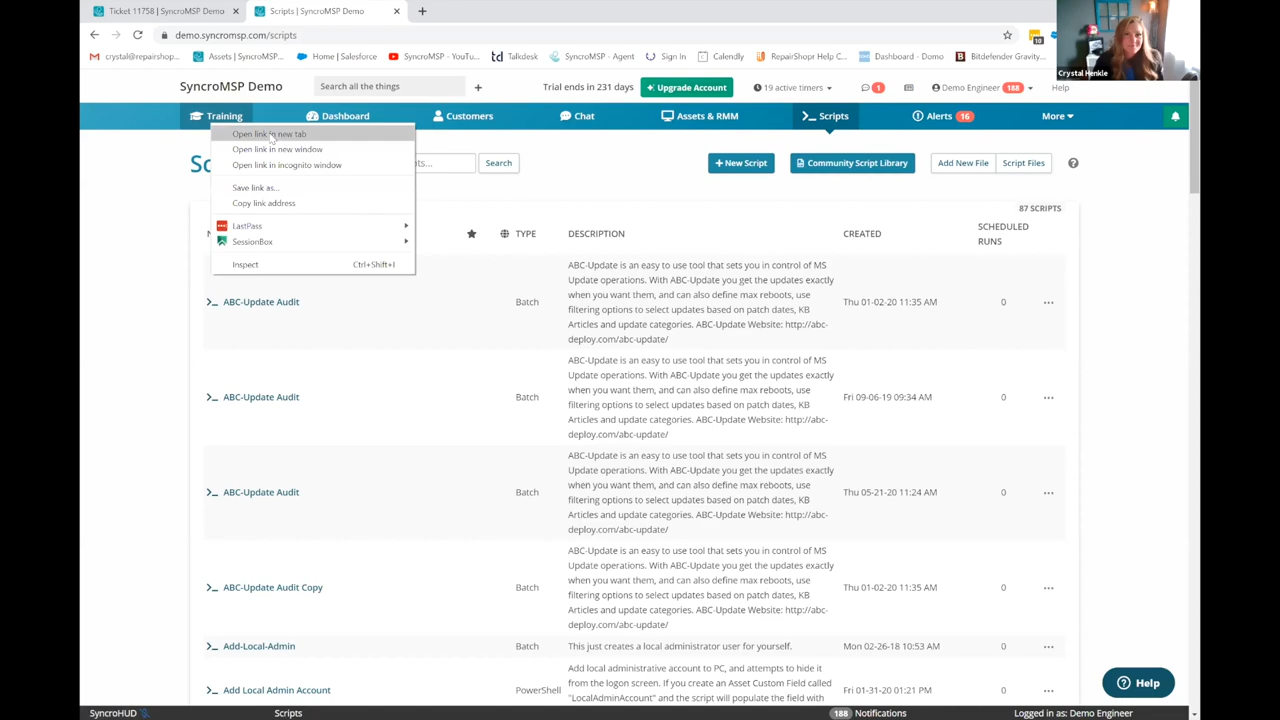 Ticket 11758 | SyncroMSP Demo
Scripts | SyncroMSP Demo
demo.syncromsp.com/scripts
10
crystal@repairshop...
Assets | SyncroMSP...
Home | Salesforce
SyncroMSP - YouTu...
Talkdesk
SyncroMSP - Agent
Sign In
Calendly
RepairShopr Help C...
Dashboard - Domo
Bitdefender Gravity...
Crystal Henkle
SyncroMSP Demo
Search all the things
Trial ends in 231 days
Upgrade Account
19 active timers
1
Demo Engineer 188
Help
Training
Dashboard
Customers
Chat
Assets & RMM
Scripts
Alerts 16
More
Open link in new tab
Open link in new window
Open link in incognito window
Save link as...
Copy link address
LastPass
SessionBox
Inspect Ctrl+Shift+I
Search
New Script
Community Script Library
Add New File
Script Files
87 SCRIPTS
TYPE
DESCRIPTION
CREATED
SCHEDULED
RUNS
ABC-Update Audit
Batch
ABC-Update is an easy to use tool that sets you in control of MS
Update operations. With ABC-Update you get the updates exactly
when you want them, and can also define max reboots, use
filtering options to select updates based on patch dates, KB
Articles and update categories. ABC-Update Website: http://abc-
deploy.com/abc-update/
Thu 01-02-20 11:35 AM
0
ABC-Update Audit
Batch
ABC-Update is an easy to use tool that sets you in control of MS
Update operations. With ABC-Update you get the updates exactly
when you want them, and can also define max reboots, use
filtering options to select updates based on patch dates, KB
Articles and update categories. ABC-Update Website: http://abc-
deploy.com/abc-update/
Fri 09-06-19 09:34 AM
0
ABC-Update Audit
Batch
ABC-Update is an easy to use tool that sets you in control of MS
Update operations. With ABC-Update you get the updates exactly
when you want them, and can also define max reboots, use
filtering options to select updates based on patch dates, KB
Articles and update categories. ABC-Update Website: http://abc-
deploy.com/abc-update/
Thu 05-21-20 11:24 AM
0
ABC-Update Audit Copy
Batch
ABC-Update is an easy to use tool that sets you in control of MS
Update operations. With ABC-Update you get the updates exactly
when you want them, and can also define max reboots, use
filtering options to select updates based on patch dates, KB
Articles and update categories. ABC-Update Website: http://abc-
deploy.com/abc-update/
Thu 01-02-20 11:35 AM
0
Add-Local-Admin
Batch
This just creates a local administrator user for yourself.
Mon 02-26-18 10:53 AM
0
Add Local Admin Account
PowerShell
Add local administrative account to PC, and attempts to hide it
from the logon screen. If you create an Asset Custom Field called
"LocalAdminAccount" and the script will populate the field with
Fri 01-31-20 01:21 PM
0
Help
SyncroHUD
Scripts
188 Notifications
Logged in as: Demo Engineer